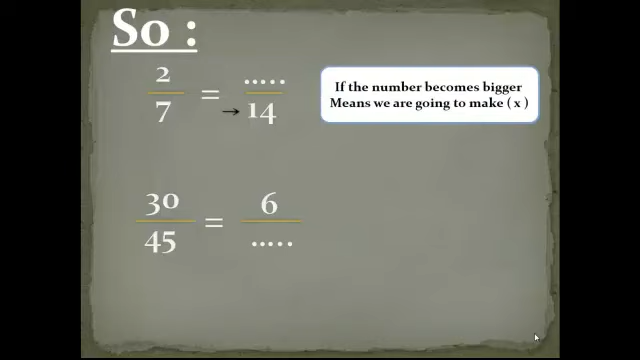 So :
2/7 = ...../14
→
If the number becomes bigger
Means we are going to make ( x )
30/45 = 6/.....